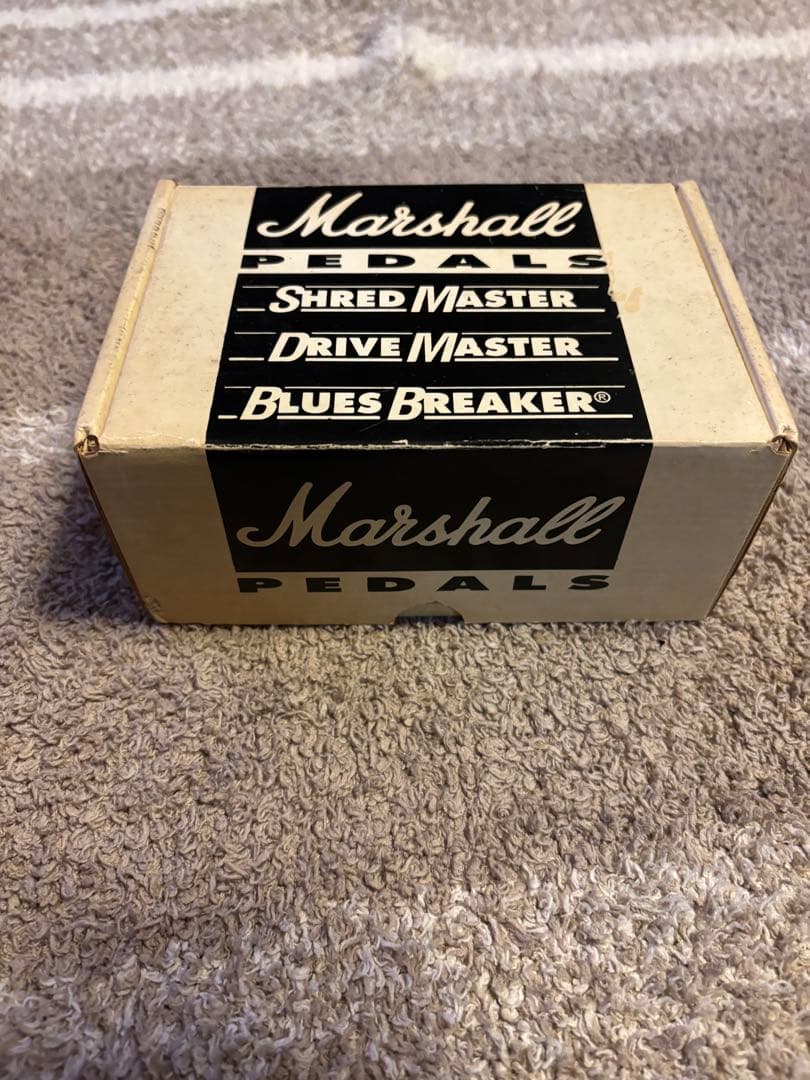 Marshall
PEDALS
SHRED MASTER
DRIVE MASTER
BLUES BREAKER®
Marshall
PEDALS